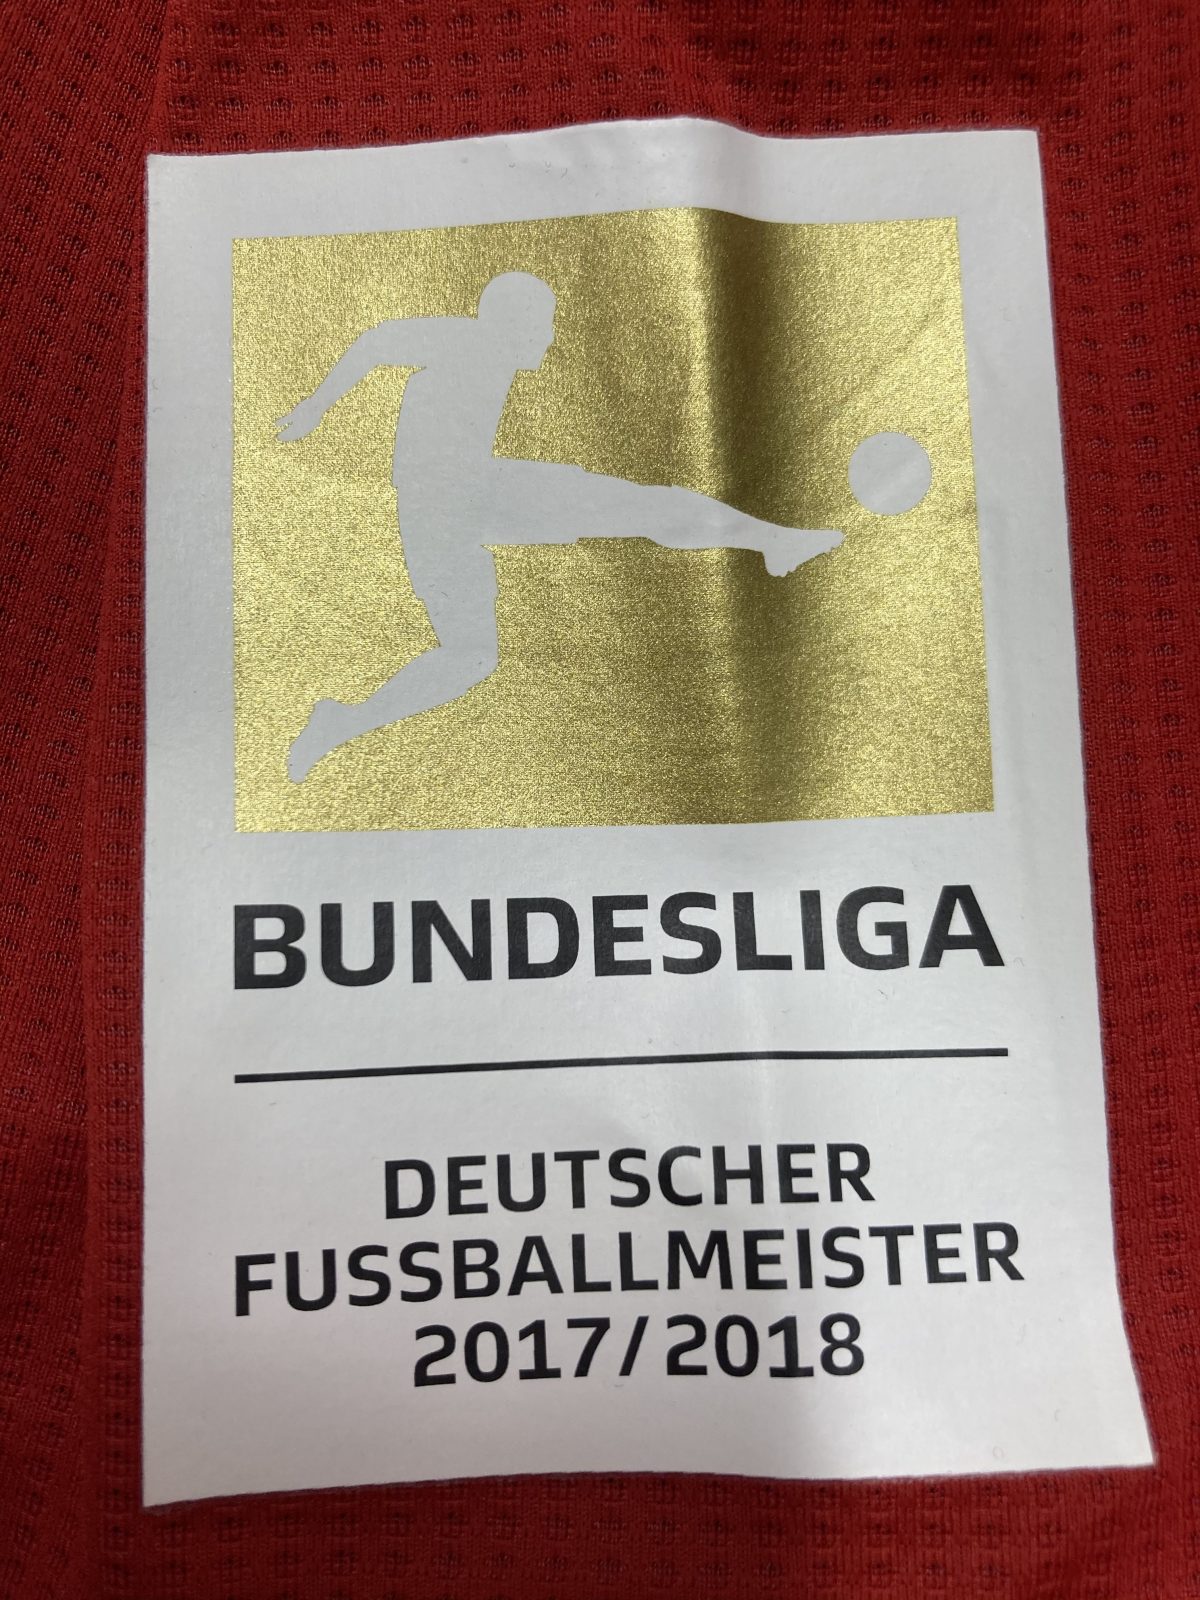 BUNDESLIGA
DEUTSCHER
FUSSBALLMEISTER
2017/2018